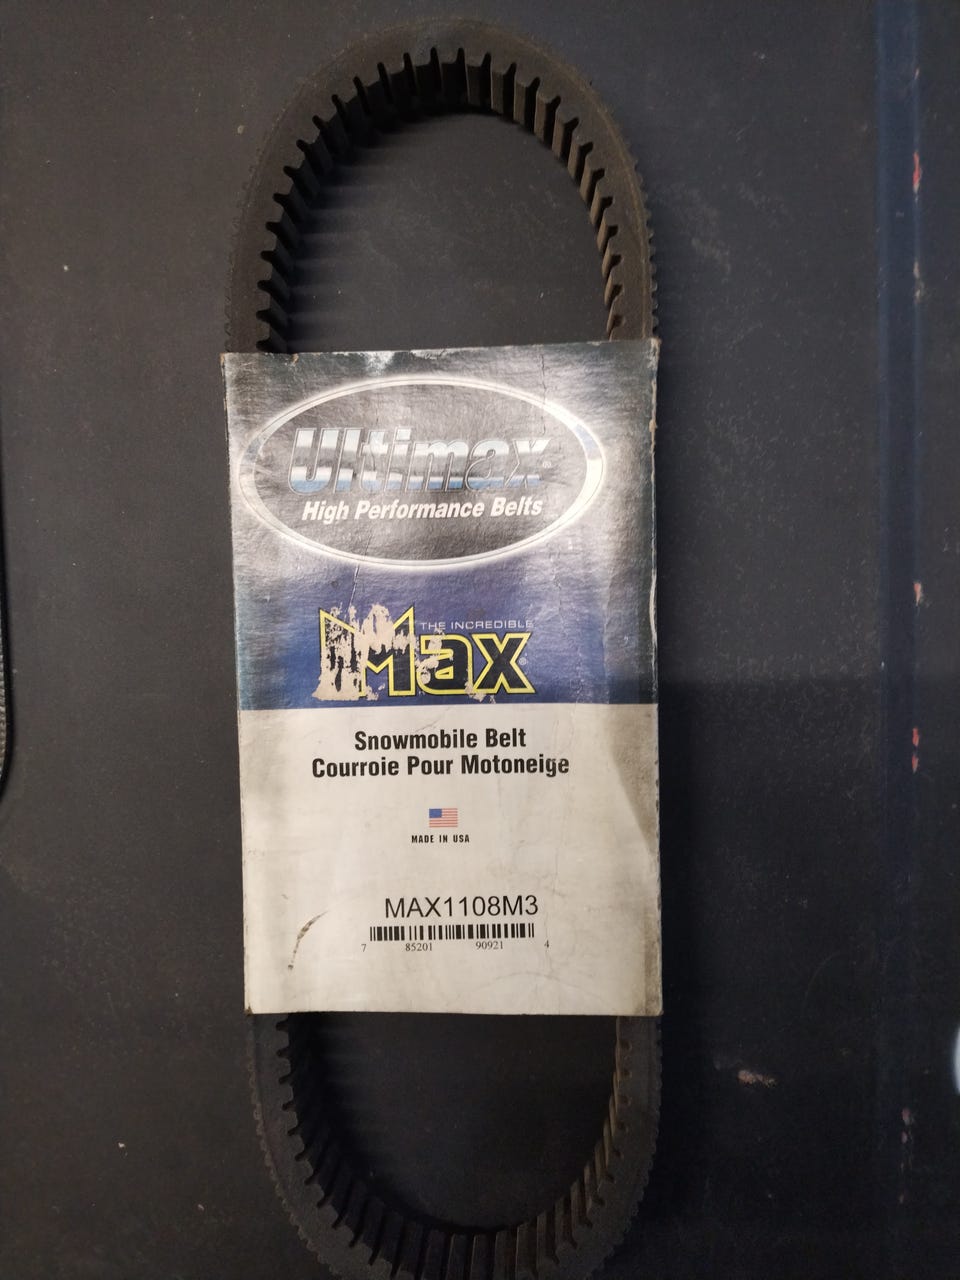 Ultimax®
High Performance Belts
THE INCREDIBLE
Max®
Snowmobile Belt
Courroie Pour Motoneige
MADE IN USA
MAX1108M3
7 85201 90921 4